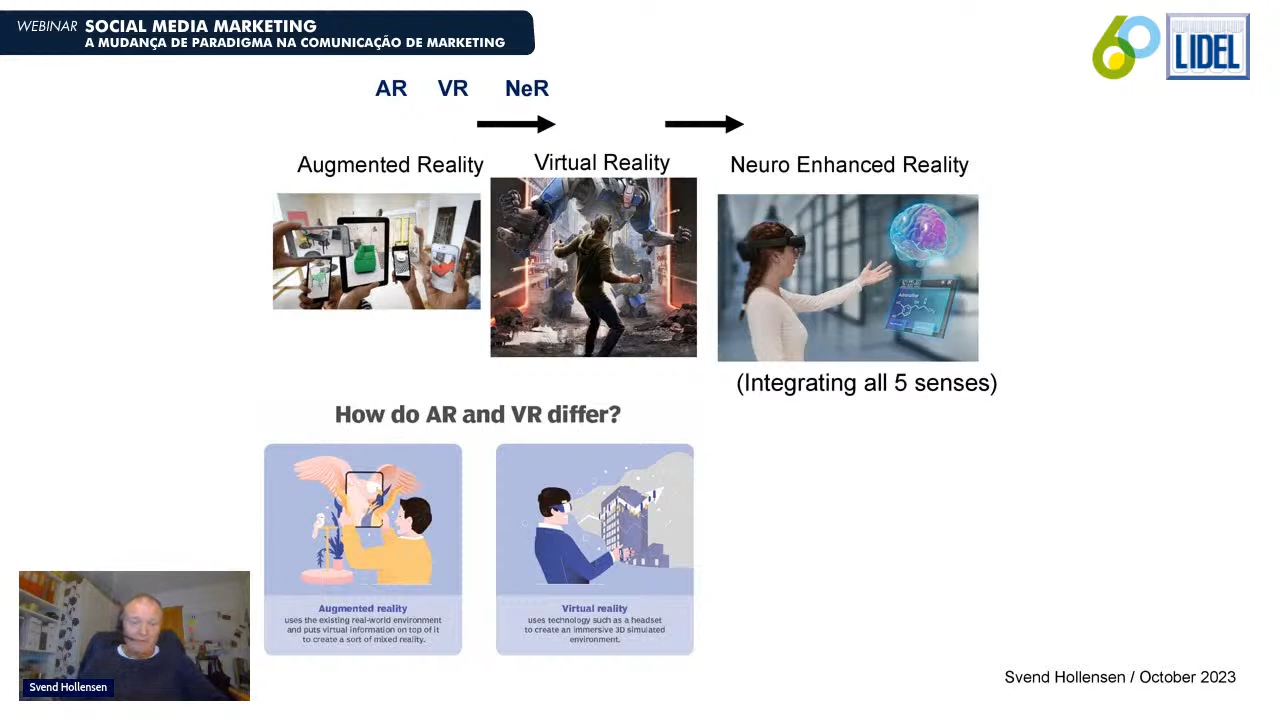 WEBINAR SOCIAL MEDIA MARKETING
A MUDANÇA DE PARADIGMA NA COMUNICAÇÃO DE MARKETING
60 LIDEL
AR VR NeR
Augmented Reality
Virtual Reality
Neuro Enhanced Reality
Adrenaline
(Integrating all 5 senses)
How do AR and VR differ?
Augmented reality
uses the existing real-world environment
and puts virtual information on top of it
to create a sort of mixed reality.
Virtual reality
uses technology such as a headset
to create an immersive 3D simulated
environment.
Svend Hollensen
Svend Hollensen / October 2023